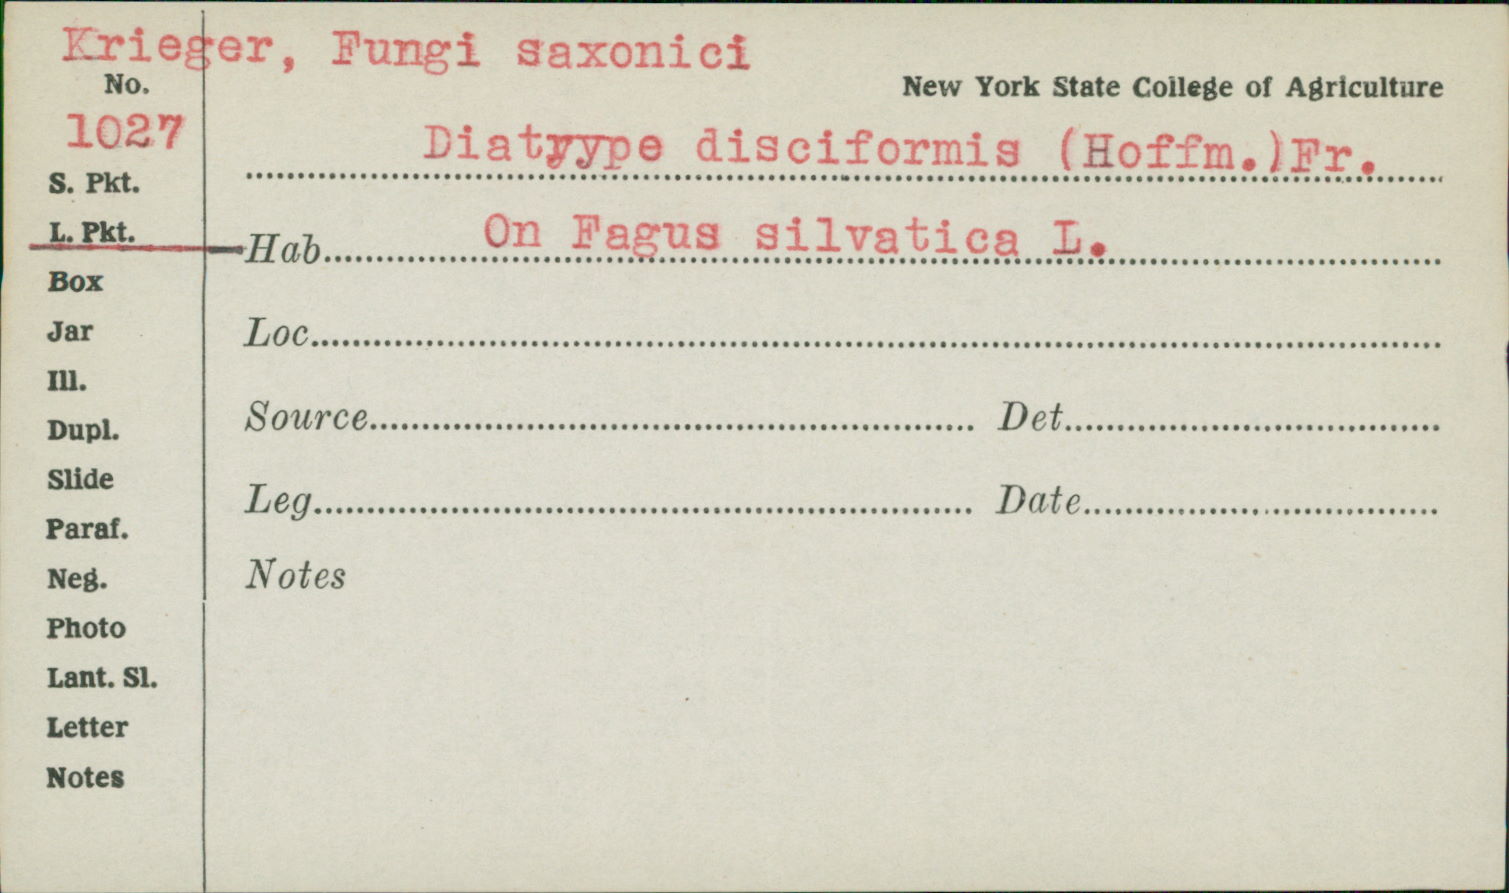 Krieger, Fungi saxonici
No.
New York State College of Agriculture
1027
Diatyype disciformis (Hoffm.)Fr.
S. Pkt.
L. Pkt.
Hab. On Fagus silvatica L.
Box
Jar
Loc.
Ill.
Source Det.
Dupl.
Slide
Leg. Date
Paraf.
Neg.
Notes
Photo
Lant. Sl.
Letter
Notes